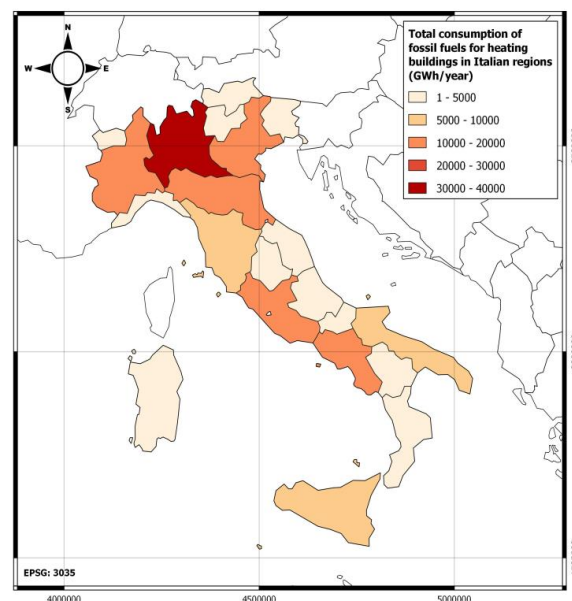 N
W E
S
Total consumption of
fossil fuels for heating
buildings in Italian regions
(GWh/year)
1 - 5000
5000 - 10000
10000 - 20000
20000 - 30000
30000 - 40000
EPSG: 3035
4000000 4500000 5000000